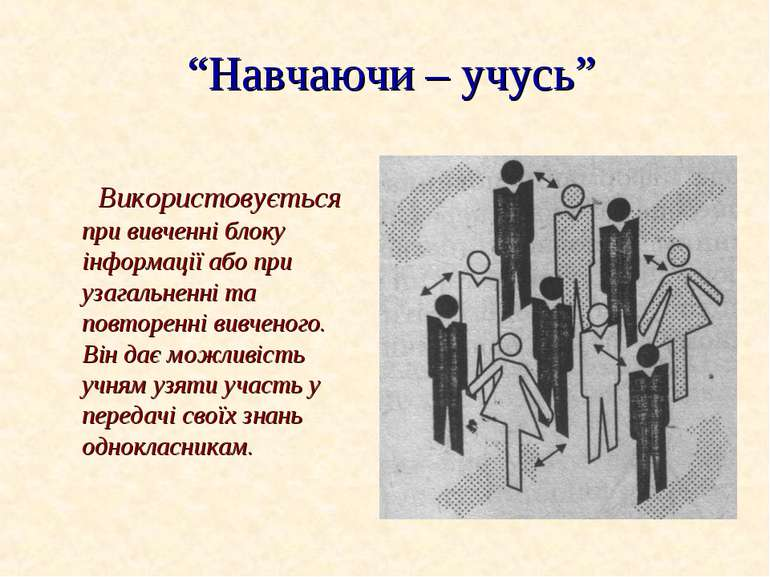 “Навчаючи – учусь”
Використовується
при вивченні блоку
інформації або при
узагальненні та
повторенні вивченого.
Він дає можливість
учням узяти участь у
передачі своїх знань
однокласникам.